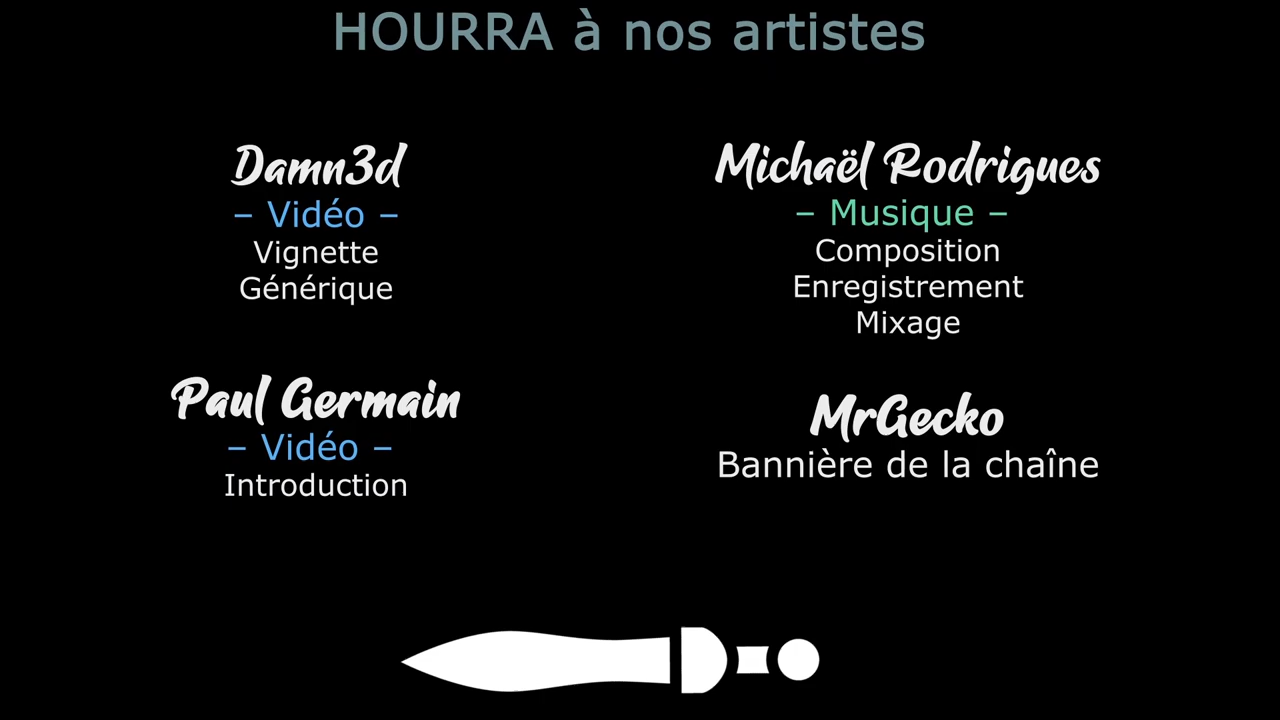 HOURRA à nos artistes
Damn3d
– Vidéo –
Vignette
Générique
Michaël Rodrigues
– Musique –
Composition
Enregistrement
Mixage
Paul Germain
– Vidéo –
Introduction
MrGecko
Bannière de la chaîne